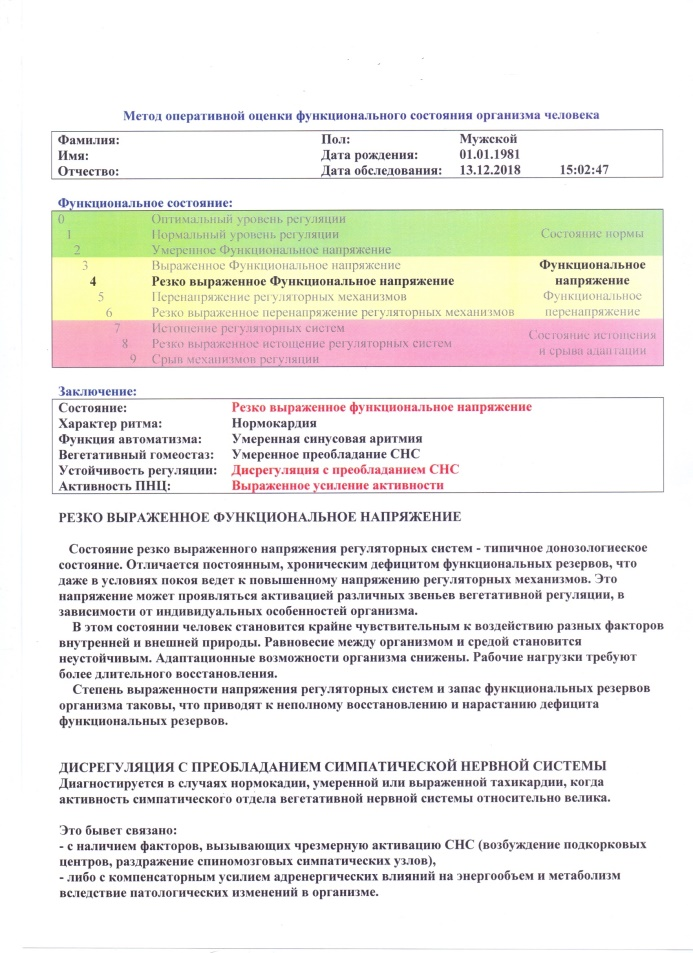 Метод оперативной оценки функционального состояния организма человека
Фамилия: Пол: Мужской
Имя: Дата рождения: 01.01.1981
Отчество: Дата обследования: 13.12.2018 15:02:47
Функциональное состояние:
0 Оптимальный уровень регуляции
1 Нормальный уровень регуляции Состояние нормы
2 Умеренное Функциональное напряжение
3 Выраженное Функциональное напряжение Функциональное
4 Резко выраженное Функциональное напряжение напряжение
5 Перенапряжение регуляторных механизмов Функциональное
6 Резко выраженное перенапряжение регуляторных механизмов перенапряжение
7 Истощение регуляторных систем Состояние истощения
8 Резко выраженное истощение регуляторных систем и срыва адаптации
9 Срыв механизмов регуляции
Заключение:
Состояние: Резко выраженное функциональное напряжение
Характер ритма: Нормокардия
Функция автоматизма: Умеренная синусовая аритмия
Вегетативный гомеостаз: Умеренное преобладание СНС
Устойчивость регуляции: Дисрегуляция с преобладанием СНС
Активность ПНЦ: Выраженное усиление активности
РЕЗКО ВЫРАЖЕННОЕ ФУНКЦИОНАЛЬНОЕ НАПРЯЖЕНИЕ
Состояние резко выраженного напряжения регуляторных систем - типичное донозологиеское
состояние. Отличается постоянным, хроническим дефицитом функциональных резервов, что
даже в условиях покоя ведет к повышенному напряжению регуляторных механизмов. Это
напряжение может проявляться активацией различных звеньев вегетативной регуляции, в
зависимости от индивидуальных особенностей организма.
В этом состоянии человек становится крайне чувствительным к воздействию разных факторов
внутренней и внешней природы. Равновесие между организмом и средой становится
неустойчивым. Адаптационные возможности организма снижены. Рабочие нагрузки требуют
более длительного восстановления.
Степень выраженности напряжения регуляторных систем и запас функциональных резервов
организма таковы, что приводят к неполному восстановлению и нарастанию дефицита
функциональных резервов.
ДИСРЕГУЛЯЦИЯ С ПРЕОБЛАДАНИЕМ СИМПАТИЧЕСКОЙ НЕРВНОЙ СИСТЕМЫ
Диагностируется в случаях нормокадии, умеренной или выраженной тахикардии, когда
активность симпатического отдела вегетативной нервной системы относительно велика.
Это бывет связано:
- с наличием факторов, вызывающих чрезмерную активацию СНС (возбуждение подкорковых
центров, раздражение спиномозговых симпатических узлов),
- либо с компенсаторным усилием адренергических влияний на энергообъем и метаболизм
вследствие патологических изменений в организме.